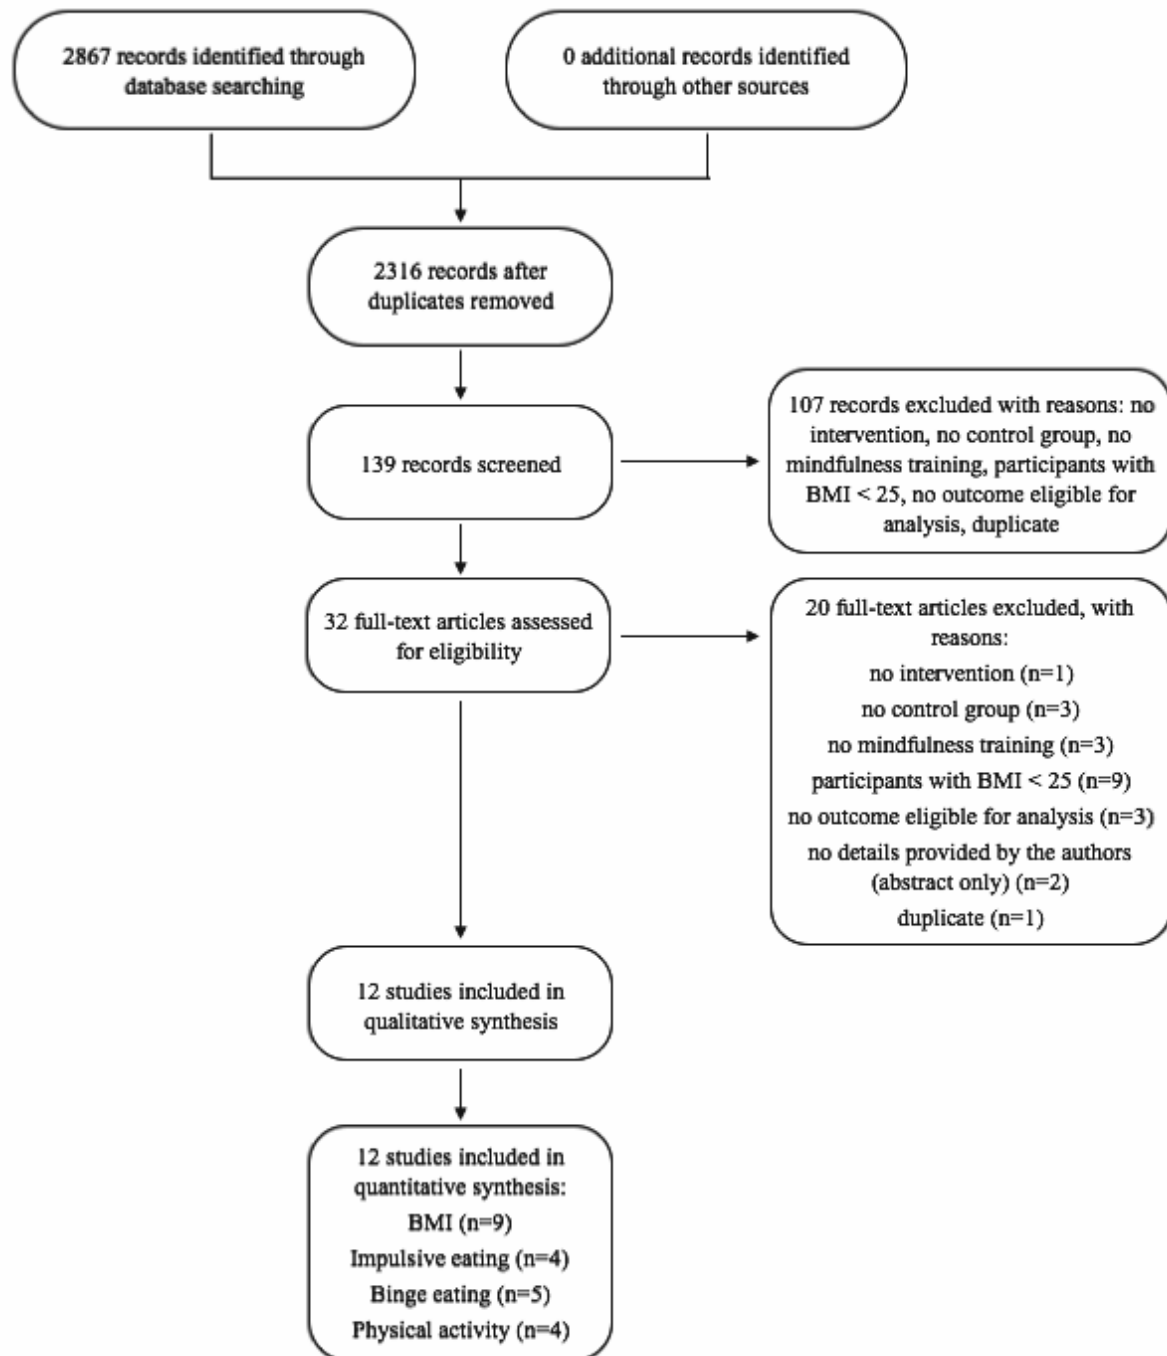 2867 records identified through
database searching
0 additional records identified
through other sources
2316 records after
duplicates removed
139 records screened
107 records excluded with reasons: no
intervention, no control group, no
mindfulness training, participants with
BMI < 25, no outcome eligible for
analysis, duplicate
32 full-text articles assessed
for eligibility
20 full-text articles excluded, with
reasons:
no intervention (n=1)
no control group (n=3)
no mindfulness training (n=3)
participants with BMI < 25 (n=9)
no outcome eligible for analysis (n=3)
no details provided by the authors
(abstract only) (n=2)
duplicate (n=1)
12 studies included in
qualitative synthesis
12 studies included in
quantitative synthesis:
BMI (n=9)
Impulsive eating (n=4)
Binge eating (n=5)
Physical activity (n=4)